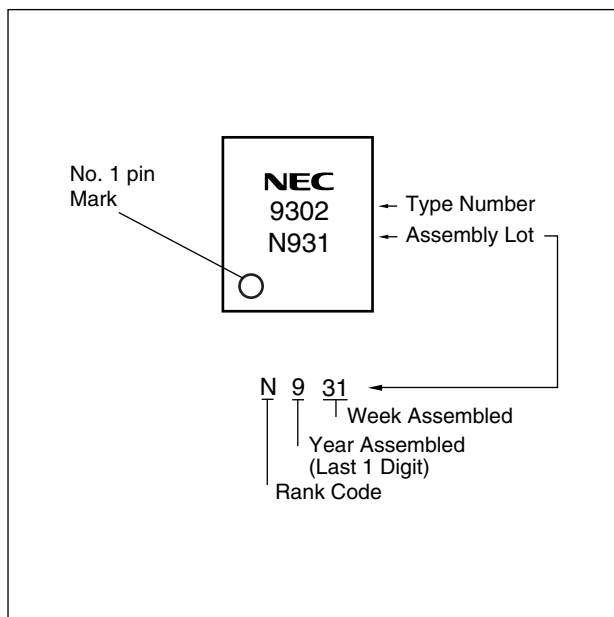 No. 1 pin
Mark
NEC
9302
N931
Type Number
Assembly Lot
N 9 31
Week Assembled
Year Assembled
(Last 1 Digit)
Rank Code